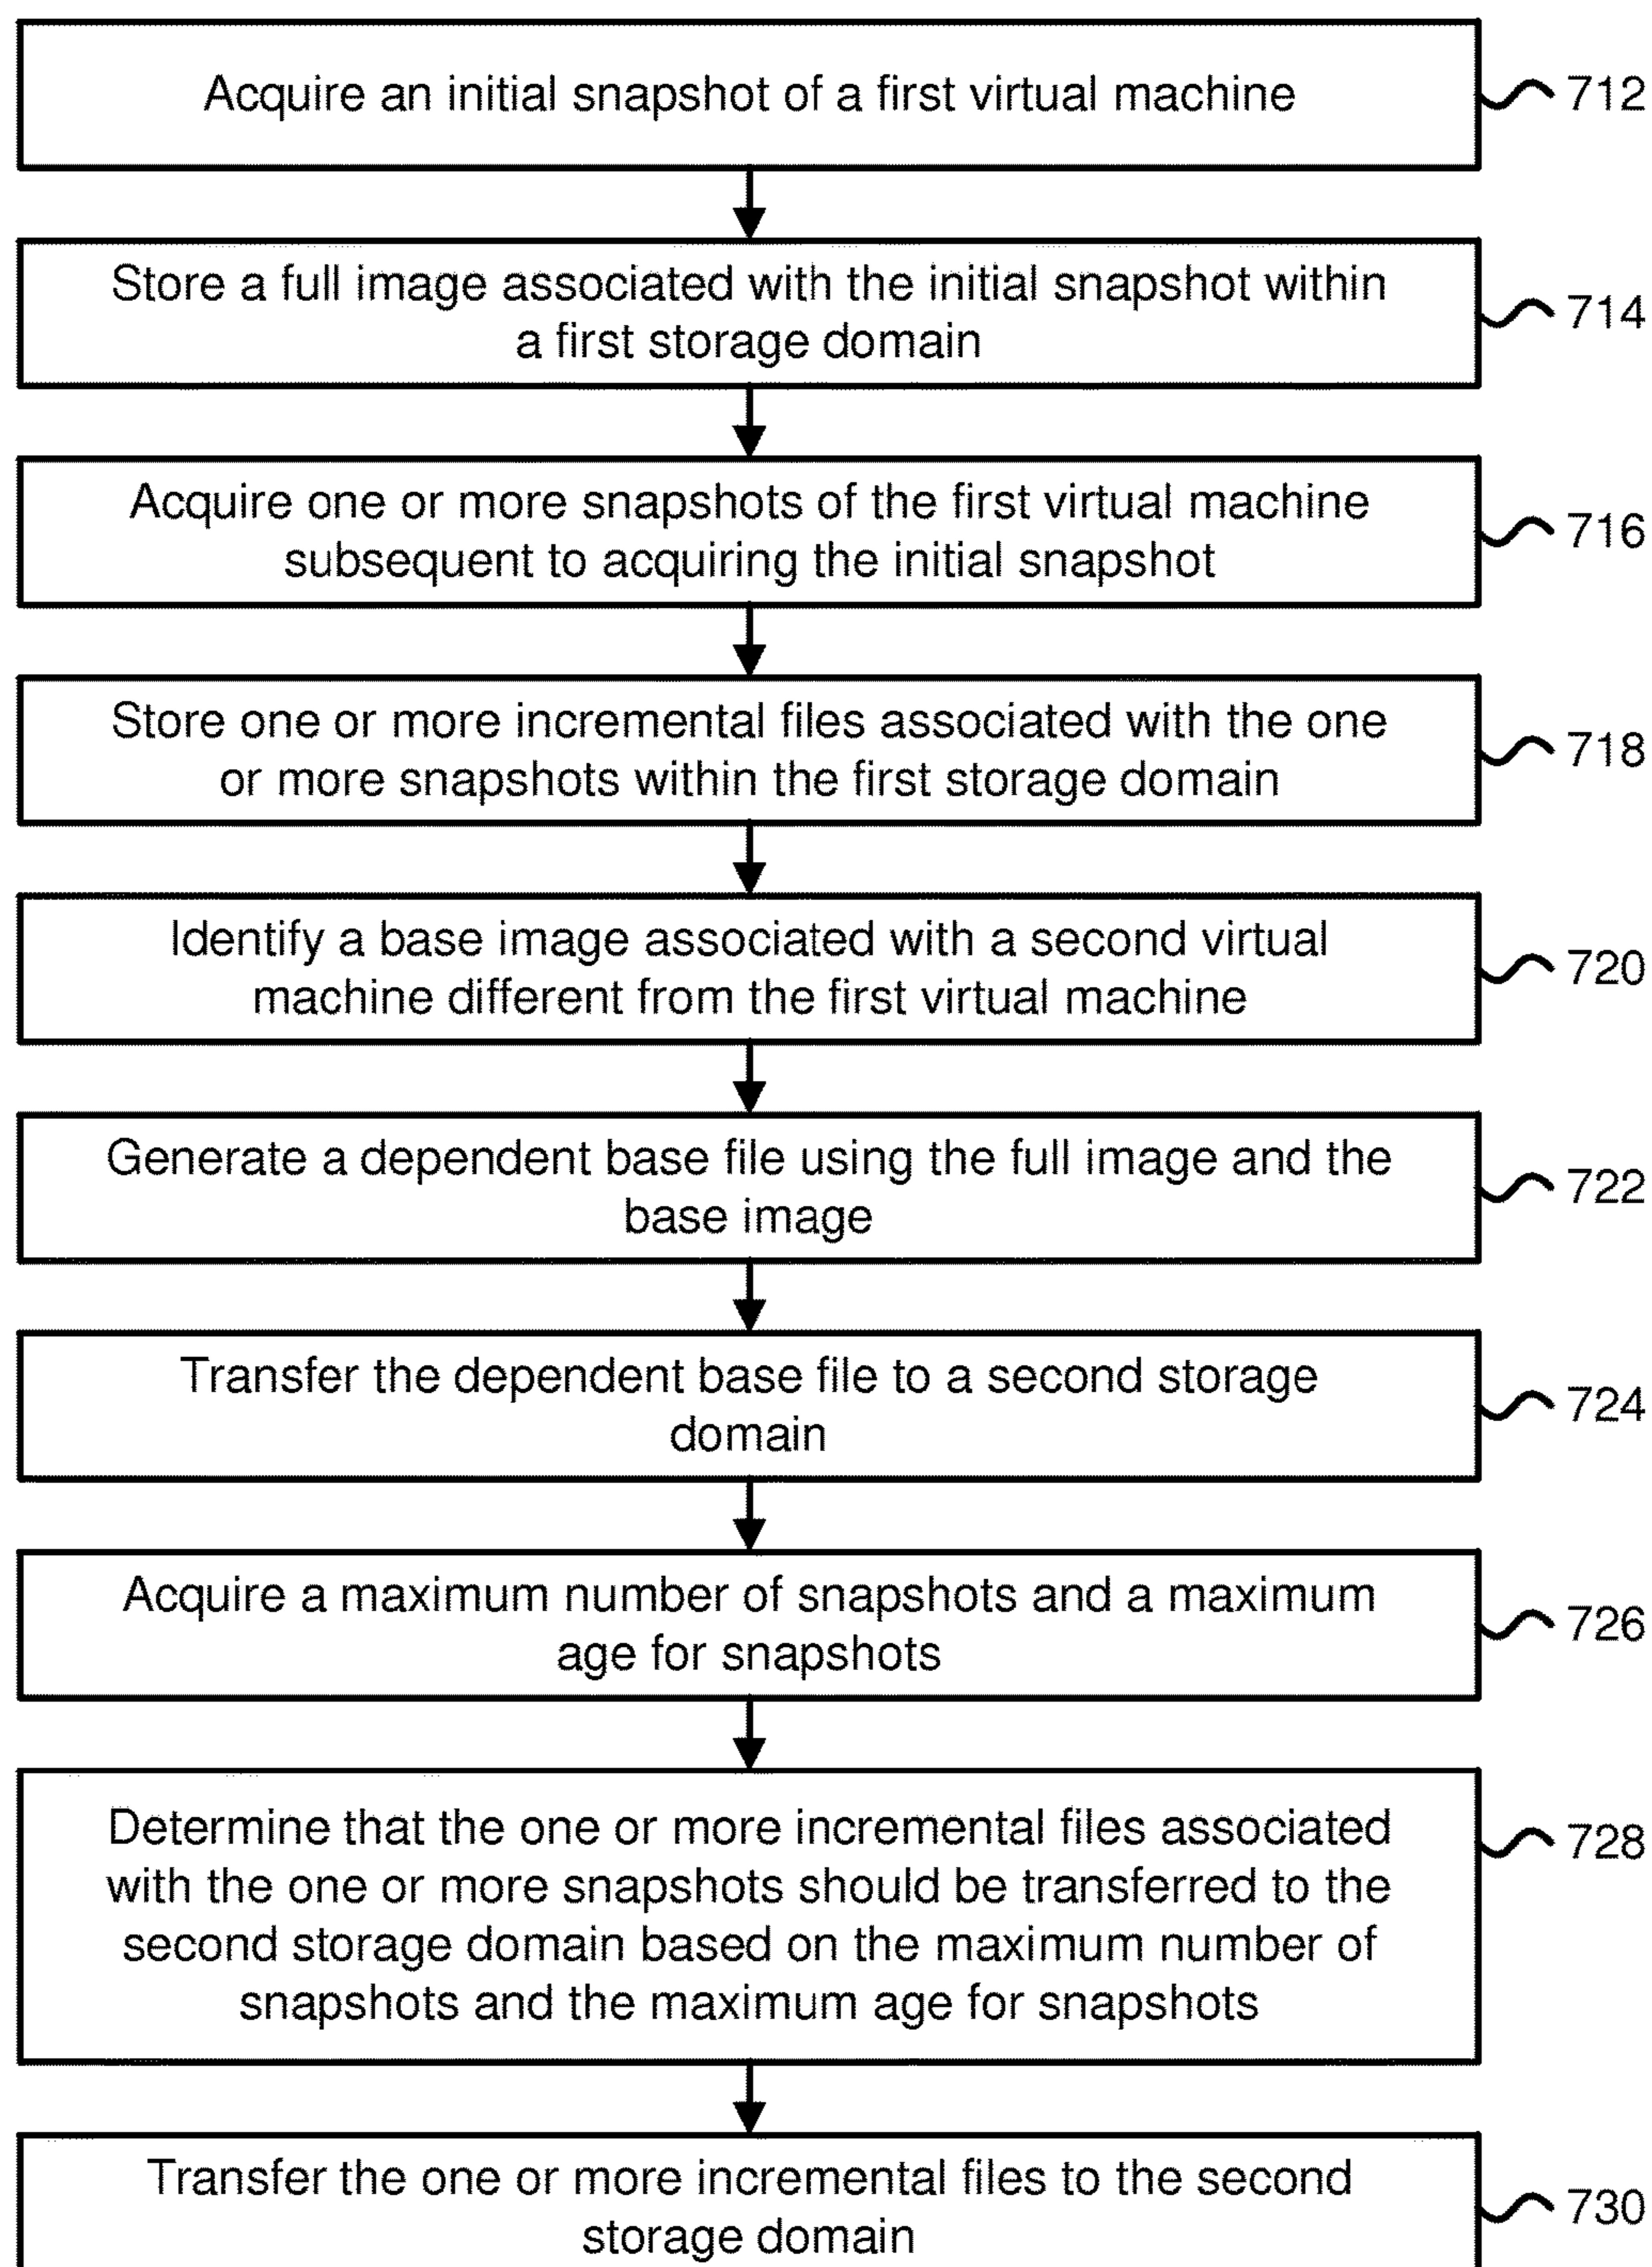 Acquire an initial snapshot of a first virtual machine
712
Store a full image associated with the initial snapshot within
a first storage domain
714
Acquire one or more snapshots of the first virtual machine
subsequent to acquiring the initial snapshot
716
Store one or more incremental files associated with the one
or more snapshots within the first storage domain
718
Identify a base image associated with a second virtual
machine different from the first virtual machine
720
Generate a dependent base file using the full image and the
base image
722
Transfer the dependent base file to a second storage
domain
724
Acquire a maximum number of snapshots and a maximum
age for snapshots
726
Determine that the one or more incremental files associated
with the one or more snapshots should be transferred to the
second storage domain based on the maximum number of
snapshots and the maximum age for snapshots
728
Transfer the one or more incremental files to the second
storage domain
730